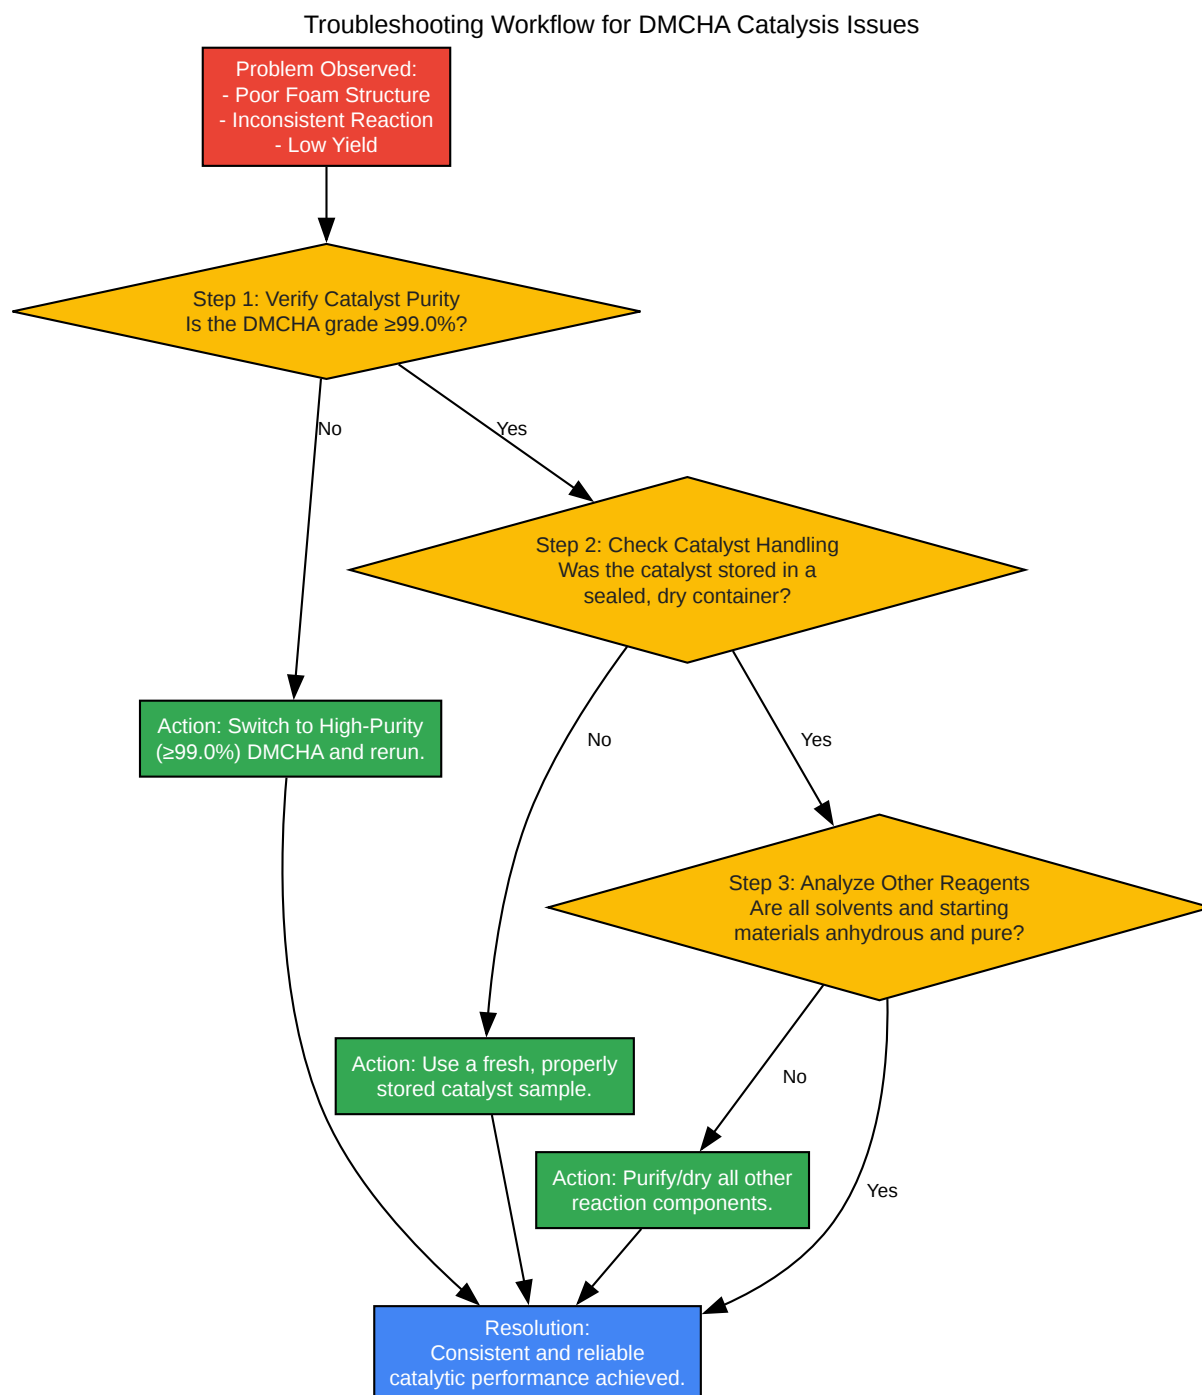 Troubleshooting Workflow for DMCHA Catalysis Issues
Problem Observed:
- Poor Foam Structure
- Inconsistent Reaction
- Low Yield
Step 1: Verify Catalyst Purity
Is the DMCHA grade ≥99.0%?
No
Yes
Step 2: Check Catalyst Handling
Was the catalyst stored in a
sealed, dry container?
Action: Switch to High-Purity
(≥99.0%) DMCHA and rerun.
No
Yes
Step 3: Analyze Other Reagents
Are all solvents and starting
materials anhydrous and pure?
Action: Use a fresh, properly
stored catalyst sample.
No
Yes
Action: Purify/dry all other
reaction components.
Resolution:
Consistent and reliable
catalytic performance achieved.